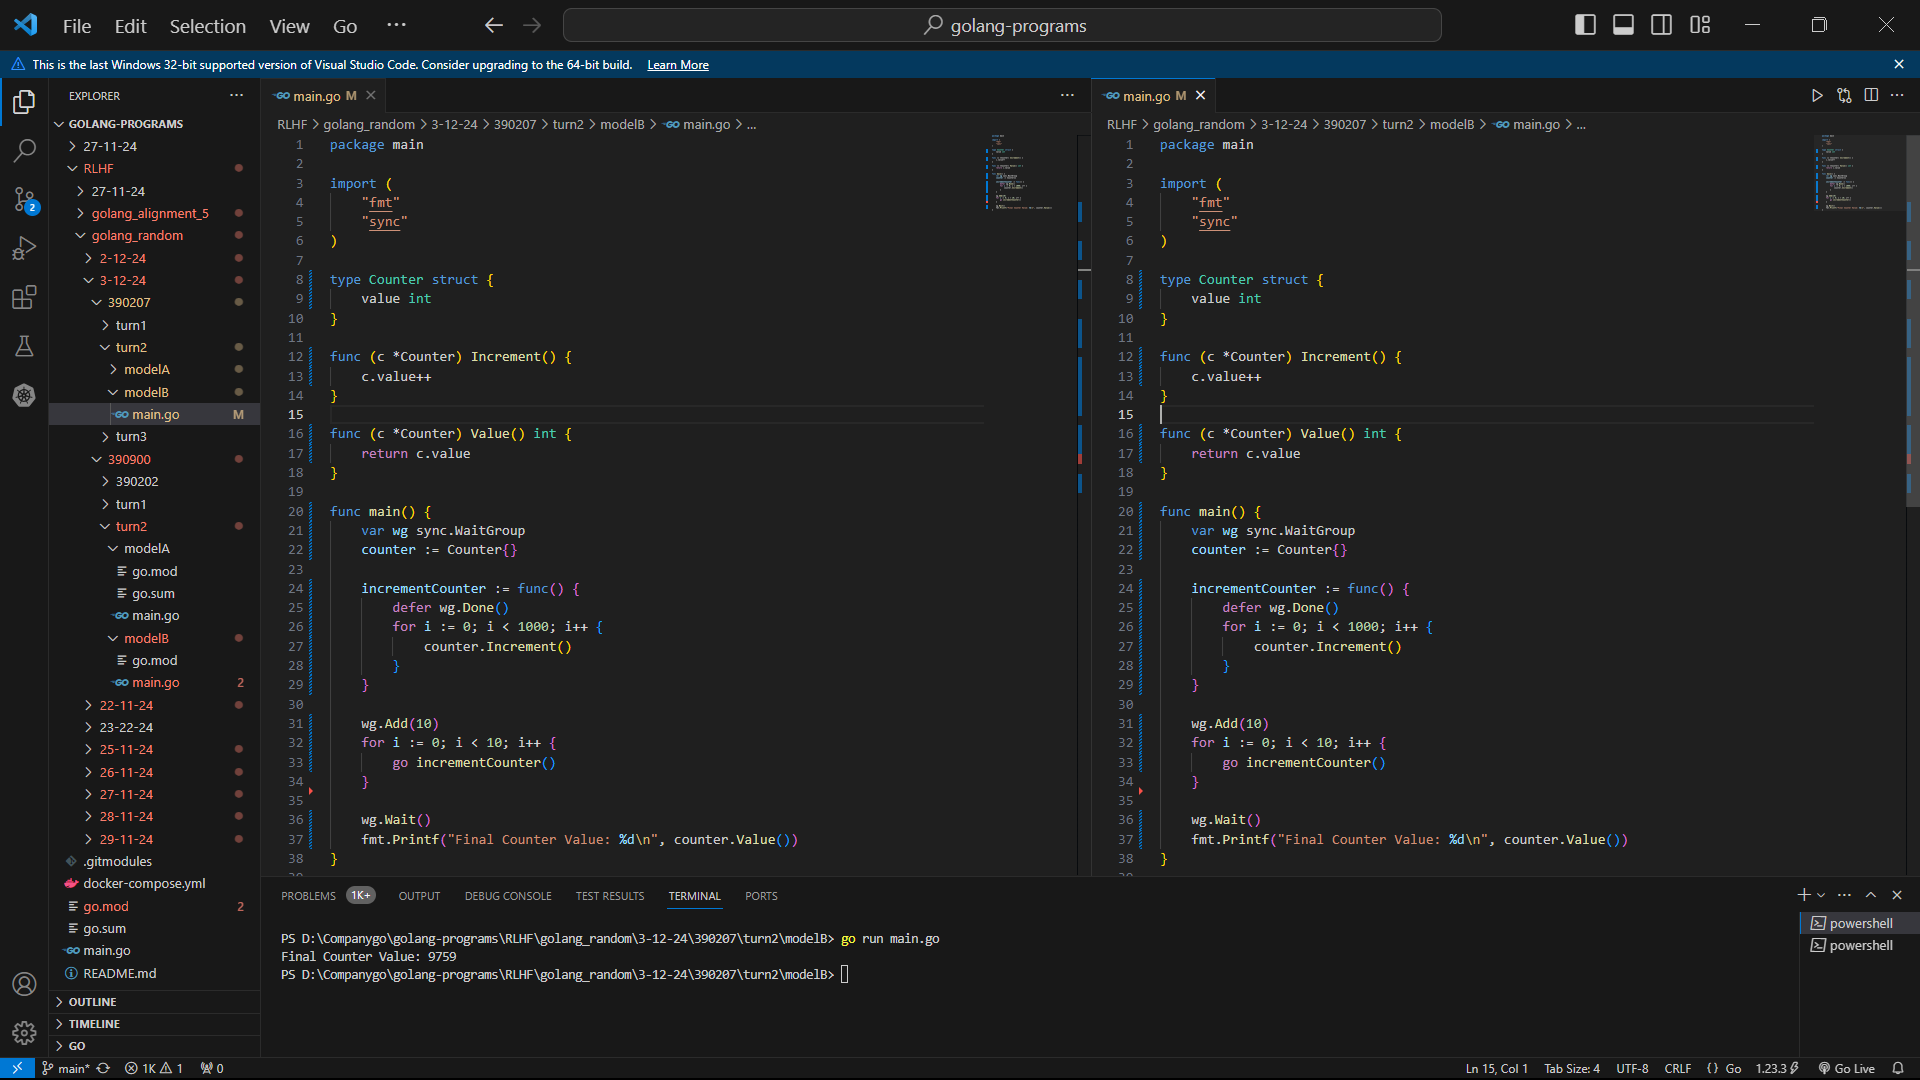 File Edit Selection View Go ···
golang-programs
This is the last Windows 32-bit supported version of Visual Studio Code. Consider upgrading to the 64-bit build. Learn More
EXPLORER ···
GOLANG-PROGRAMS
27-11-24
RLHF
27-11-24
golang_alignment_5
golang_random
2-12-24
3-12-24
390207
turn1
turn2
modelA
modelB
main.go M
turn3
390900
390202
turn1
turn2
modelA
go.mod
go.sum
main.go
modelB
go.mod
main.go 2
22-11-24
23-22-24
25-11-24
26-11-24
27-11-24
28-11-24
29-11-24
.gitmodules
docker-compose.yml
go.mod 2
go.sum
main.go
README.md
OUTLINE
TIMELINE
GO
2
main.go M
RLHF > golang_random > 3-12-24 > 390207 > turn2 > modelB > main.go > ...
1 package main
2
3 import (
4 "fmt"
5 "sync"
6 )
7
8 type Counter struct {
9 value int
10 }
11
12 func (c *Counter) Increment() {
13 c.value++
14 }
15
16 func (c *Counter) Value() int {
17 return c.value
18 }
19
20 func main() {
21 var wg sync.WaitGroup
22 counter := Counter{}
23
24 incrementCounter := func() {
25 defer wg.Done()
26 for i := 0; i < 1000; i++ {
27 counter.Increment()
28 }
29 }
30
31 wg.Add(10)
32 for i := 0; i < 10; i++ {
33 go incrementCounter()
34 }
35
36 wg.Wait()
37 fmt.Printf("Final Counter Value: %d\n", counter.Value())
38 }
main.go M
RLHF > golang_random > 3-12-24 > 390207 > turn2 > modelB > main.go > ...
1 package main
2
3 import (
4 "fmt"
5 "sync"
6 )
7
8 type Counter struct {
9 value int
10 }
11
12 func (c *Counter) Increment() {
13 c.value++
14 }
15
16 func (c *Counter) Value() int {
17 return c.value
18 }
19
20 func main() {
21 var wg sync.WaitGroup
22 counter := Counter{}
23
24 incrementCounter := func() {
25 defer wg.Done()
26 for i := 0; i < 1000; i++ {
27 counter.Increment()
28 }
29 }
30
31 wg.Add(10)
32 for i := 0; i < 10; i++ {
33 go incrementCounter()
34 }
35
36 wg.Wait()
37 fmt.Printf("Final Counter Value: %d\n", counter.Value())
38 }
PROBLEMS 1K+ OUTPUT DEBUG CONSOLE TEST RESULTS TERMINAL PORTS
PS D:\Companygo\golang-programs\RLHF\golang_random\3-12-24\390207\turn2\modelB> go run main.go
Final Counter Value: 9759
PS D:\Companygo\golang-programs\RLHF\golang_random\3-12-24\390207\turn2\modelB>
powershell
powershell
main* 1K 1 0 Ln 15, Col 1 Tab Size: 4 UTF-8 CRLF {} Go 1.23.3 Go Live